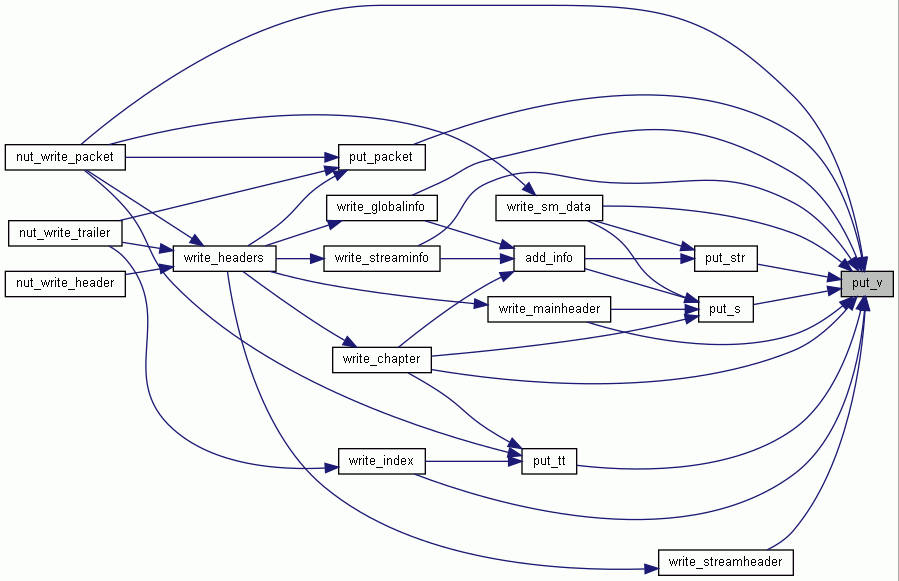 nut_write_packet
put_packet
write_globalinfo
write_sm_data
nut_write_trailer
write_headers
write_streaminfo
add_info
put_str
nut_write_header
put_v
write_mainheader
put_s
write_chapter
write_index
put_tt
write_streamheader